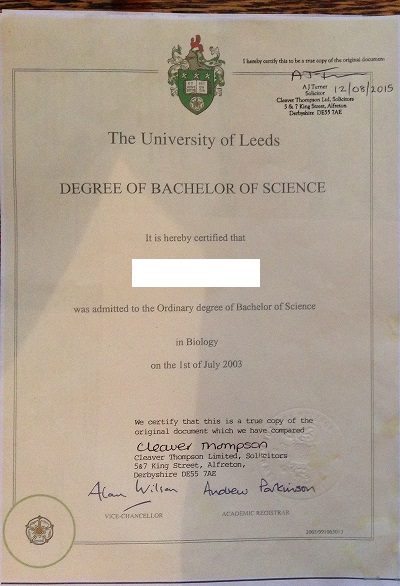 I hereby certify this to be a true copy of the original document
A J Turner
Solicitor
12/08/2015
Cleaver Thompson Ltd, Solicitors
5 & 7 King Street, Alfreton
Derbyshire DE55 7AE
The University of Leeds
DEGREE OF BACHELOR OF SCIENCE
It is hereby certified that
was admitted to the Ordinary degree of Bachelor of Science
in Biology
on the 1st of July 2003
We certify that this is a true copy of the
original document which we have compared
Cleaver Thompson
Cleaver Thompson Limited, Solicitors
5&7 King Street, Alfreton,
Derbyshire DE55 7AE
Alan Wilson Andrew Parkinson
VICE-CHANCELLOR ACADEMIC REGISTRAR